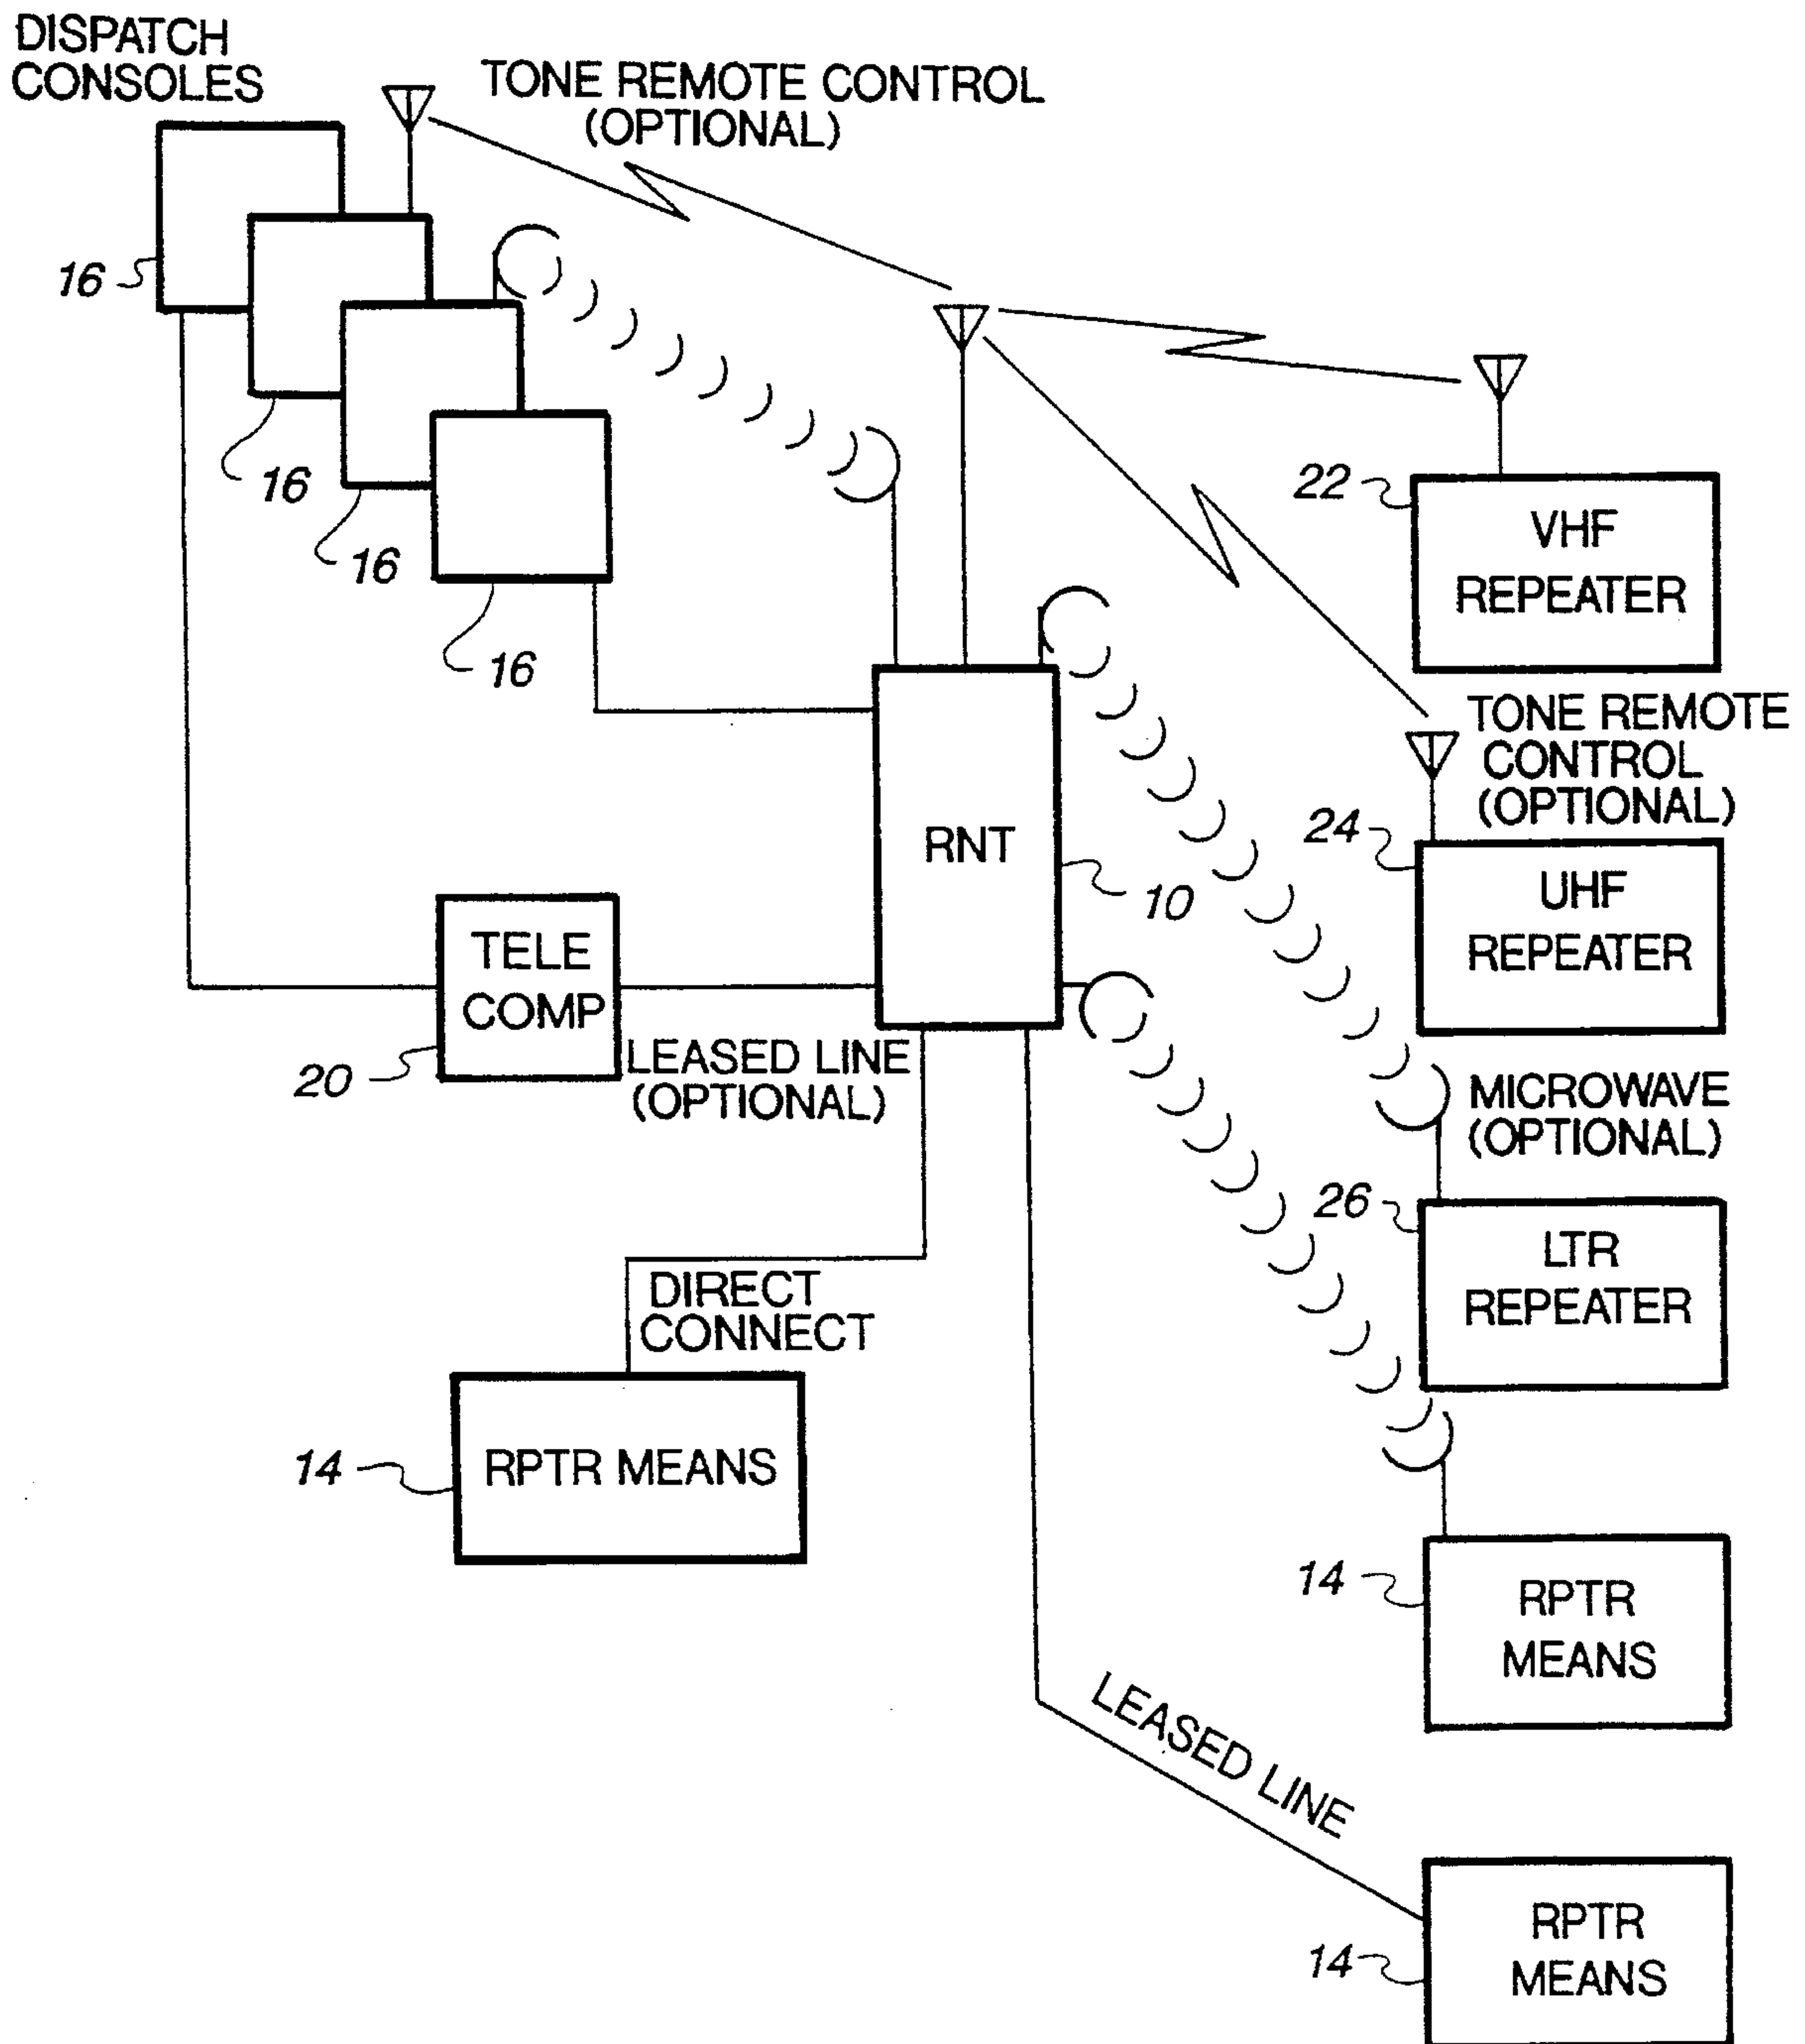 DISPATCH
CONSOLES
TONE REMOTE CONTROL
(OPTIONAL)
16
16
16
16
22
VHF
REPEATER
TONE REMOTE
CONTROL
(OPTIONAL)
24
UHF
REPEATER
RNT
10
TELE
COMP
20
LEASED LINE
(OPTIONAL)
MICROWAVE
(OPTIONAL)
26
LTR
REPEATER
DIRECT
CONNECT
14
RPTR MEANS
14
RPTR
MEANS
LEASED LINE
14
RPTR
MEANS